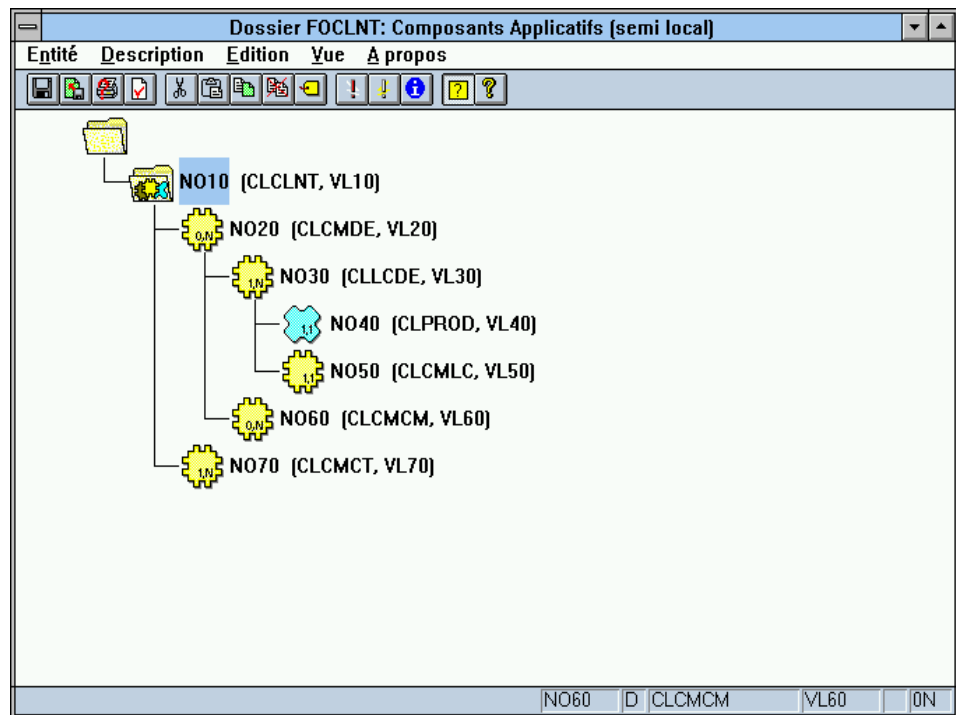 Dossier FOCLNT: Composants Applicatifs (semi local)
Entité Description Edition Vue A propos
NO10 (CLCLNT, VL10)
0,N NO20 (CLCMDE, VL20)
1,N NO30 (CLLCDE, VL30)
1,1 NO40 (CLPROD, VL40)
1,1 NO50 (CLCMLC, VL50)
0,N NO60 (CLCMCM, VL60)
1,N NO70 (CLCMCT, VL70)
NO60 D CLCMCM VL60 0N